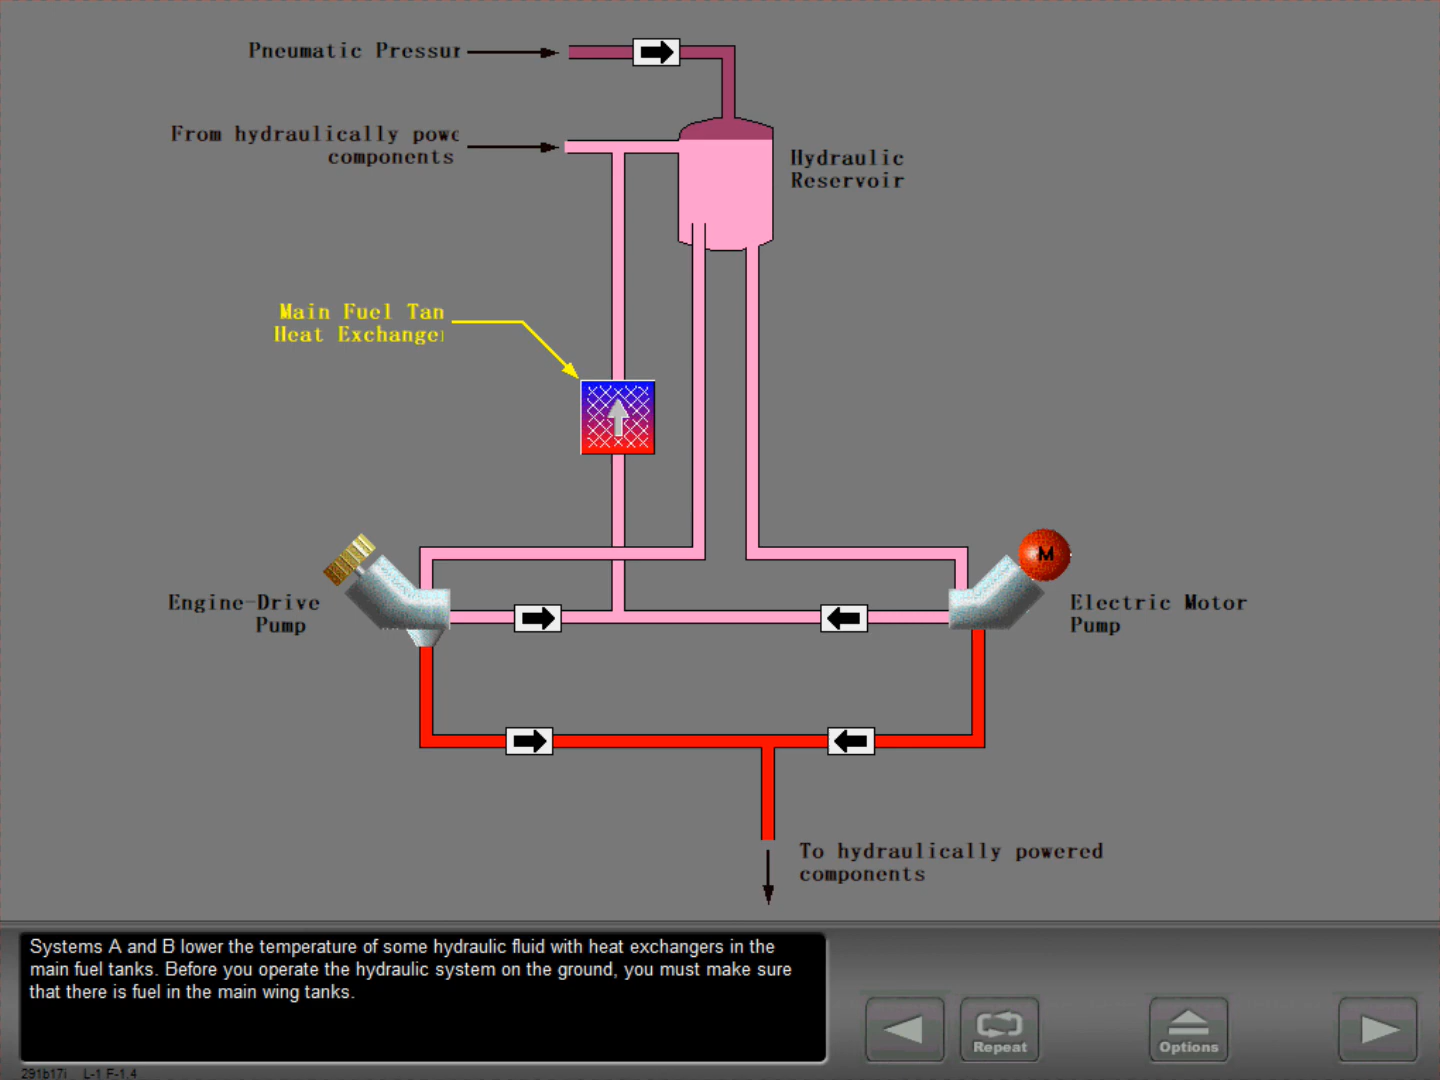 Pneumatic Pressur
From hydraulically powe
components
Hydraulic
Reservoir
Main Fuel Tan
Heat Exchange
M
Engine-Drive
Pump
Electric Motor
Pump
To hydraulically powered
components
Systems A and B lower the temperature of some hydraulic fluid with heat exchangers in the
main fuel tanks. Before you operate the hydraulic system on the ground, you must make sure
that there is fuel in the main wing tanks.
Repeat
Options
291b17i L-1 F-1.4